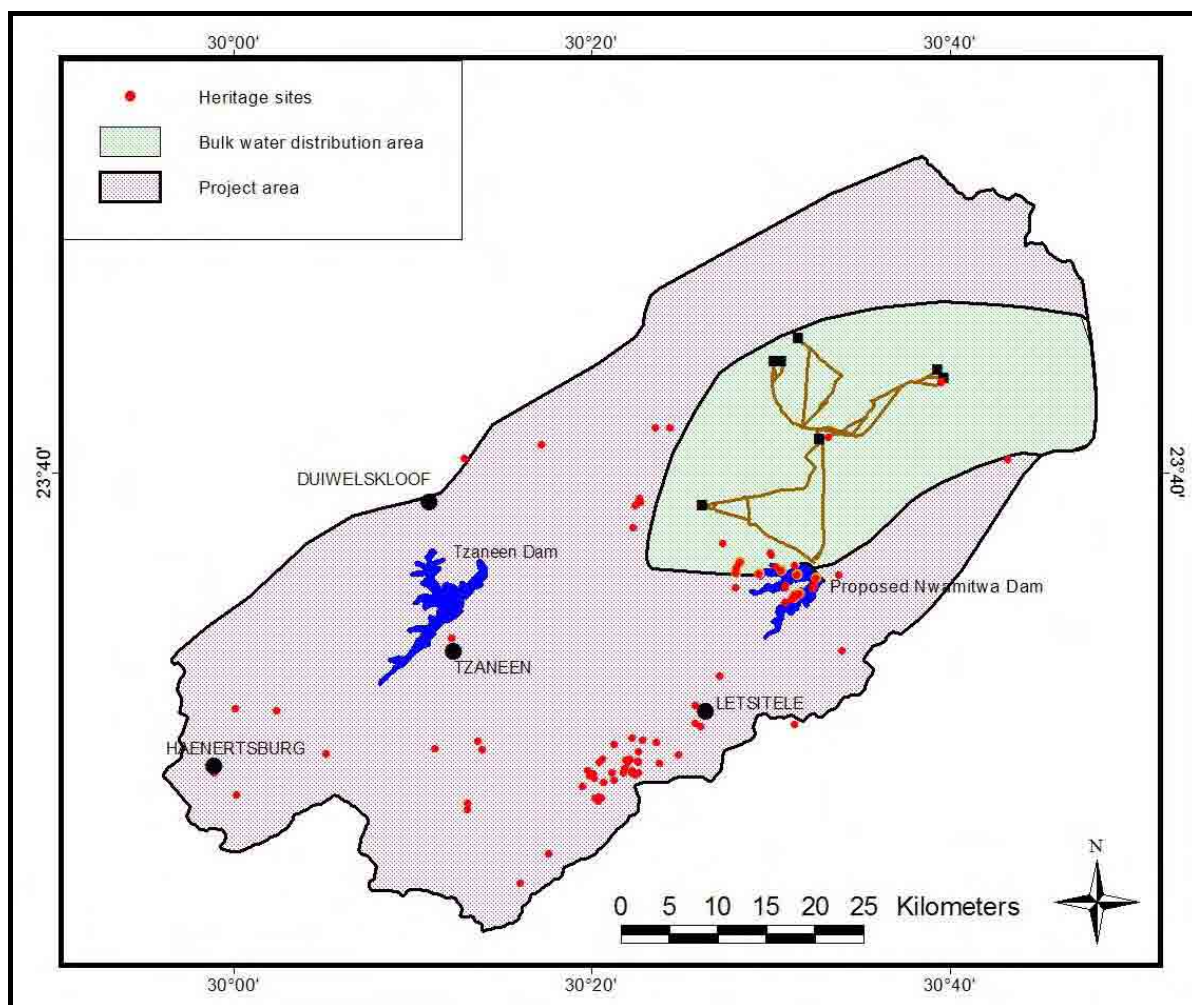 30°00' 30°20' 30°40'
Heritage sites
Bulk water distribution area
Project area
23°40' 23°40'
DUIWELSKLOOF
Tzaneen Dam
Proposed Nwamitwa Dam
TZANEEN
LETSITELE
HAENERTSBURG
N
0 5 10 15 20 25 Kilometers
30°00' 30°20' 30°40'